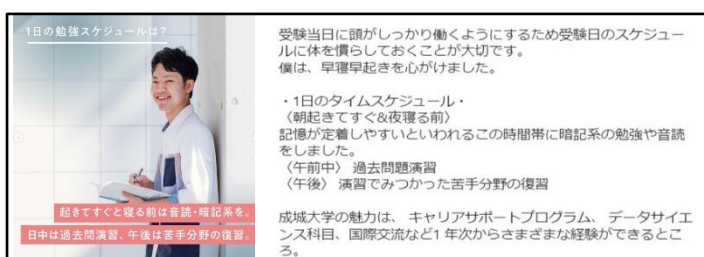 1日の勉強スケジュールは?
起きてすぐと寝る前は音読・暗記系を。
日中は過去問演習、午後は苦手分野の復習。
受験当日に頭がしっかり働くようにするため受験日のスケジュー
ルに体を慣らしておくことが大切です。
僕は、早寝早起きを心がけました。
・1日のタイムスケジュール・
〈朝起きてすぐ&夜寝る前〉
記憶が定着しやすいといわれるこの時間帯に暗記系の勉強や音読
をしました。
〈午前中〉 過去問題演習
〈午後〉 演習でみつかった苦手分野の復習
成城大学の魅力は、 キャリアサポートプログラム、 データサイエ
ンス科目、国際交流など1 年次からさまざまな経験ができるとこ
ろ。